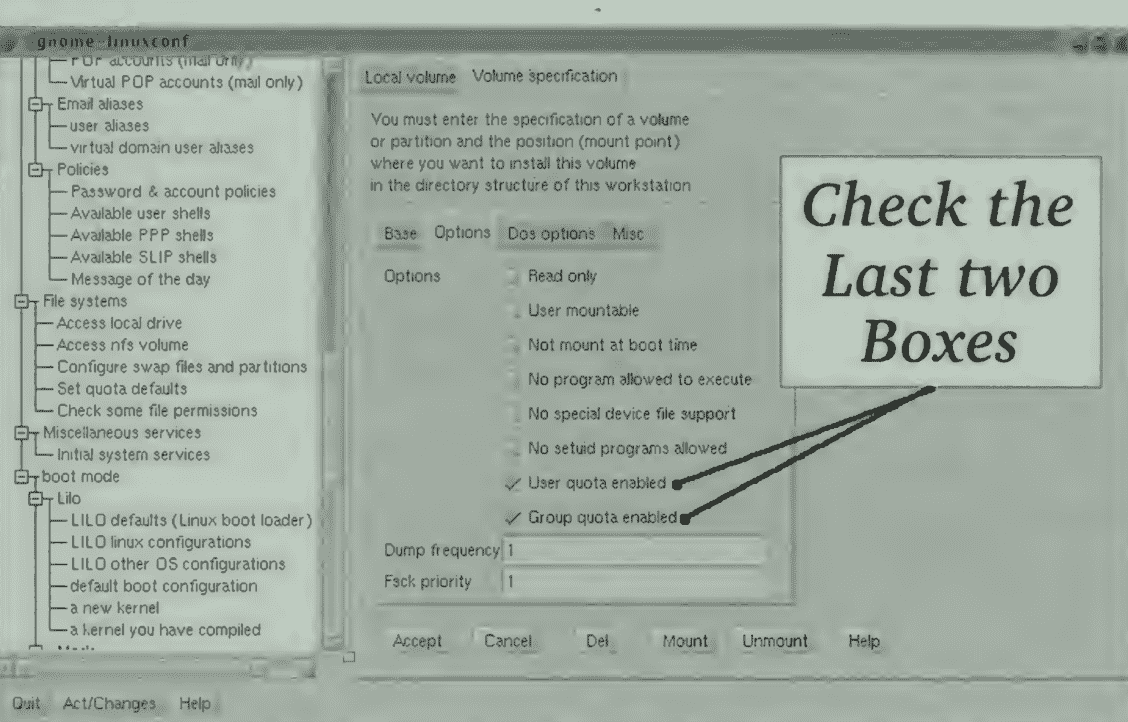 gnome-linuxconf
POP accounts (mail only)
Virtual POP accounts (mail only)
Email aliases
user aliases
virtual domain user aliases
Policies
Password & account policies
Available user shells
Available PPP shells
Available SLIP shells
Message of the day
File systems
Access local drive
Access nfs volume
Configure swap files and partitions
Set quota defaults
Check some file permissions
Miscellaneous services
Initial system services
boot mode
Lilo
LILO defaults (Linux boot loader)
LILO linux configurations
LILO other OS configurations
default boot configuration
a new kernel
a kernel you have compiled
Quit Act/Changes Help
Local volume Volume specification
You must enter the specification of a volume
or partition and the position (mount point)
where you want to install this volume
in the directory structure of this workstation
Base Options Dos options Misc
Options
Read only
User mountable
Not mount at boot time
No program allowed to execute
No special device file support
No setuid programs allowed
User quota enabled
Group quota enabled
Dump frequency 1
Fsck priority 1
Accept Cancel Del Mount Unmount Help
Check the
Last two
Boxes